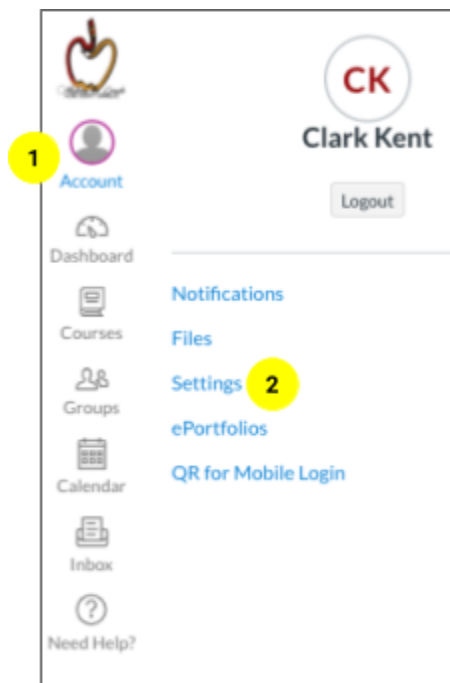 CK
Clark Kent
Logout
1
Account
Dashboard
Courses
Groups
Calendar
Inbox
Need Help?
Notifications
Files
Settings 2
ePortfolios
QR for Mobile Login